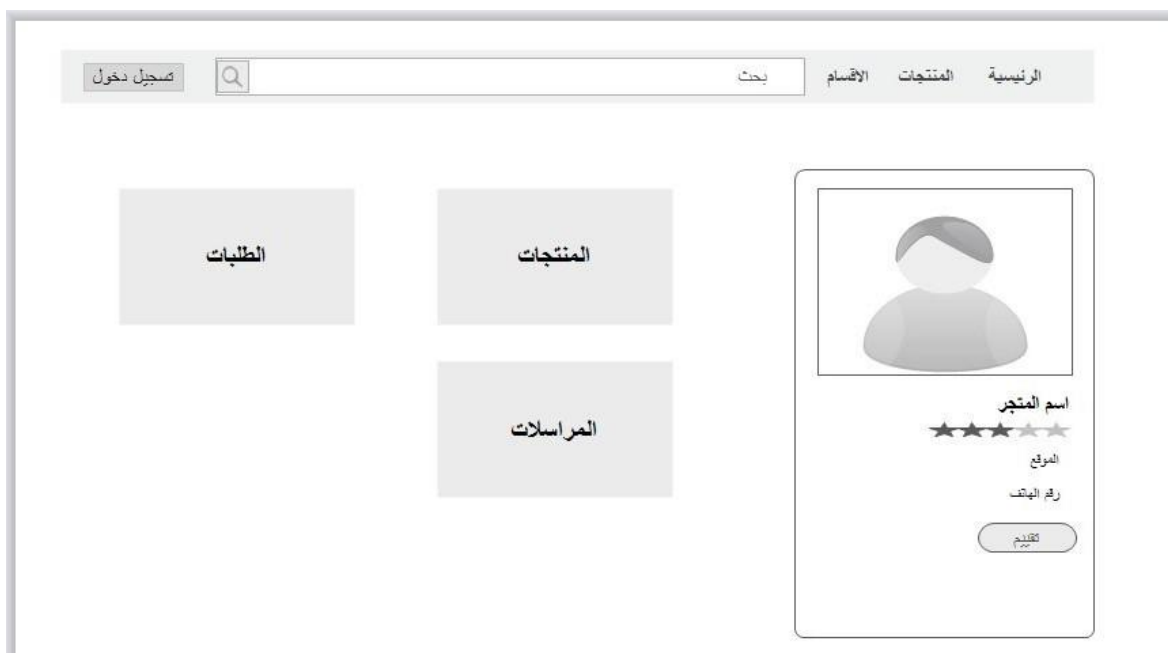 الرئيسية المنتجات الاقسام بحث تسجيل دخول
اسم المتجر
الموقع
رقم الهاتف
تقييم
المنتجات الطلبات
المراسلات